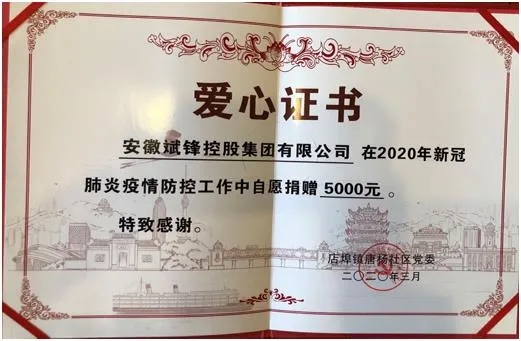 爱心证书
安徽斌锋控股集团有限公司 在2020年新冠
肺炎疫情防控工作中自愿捐赠 5000元 。
特致感谢。
店埠镇唐杨社区党委
二〇二〇年三月